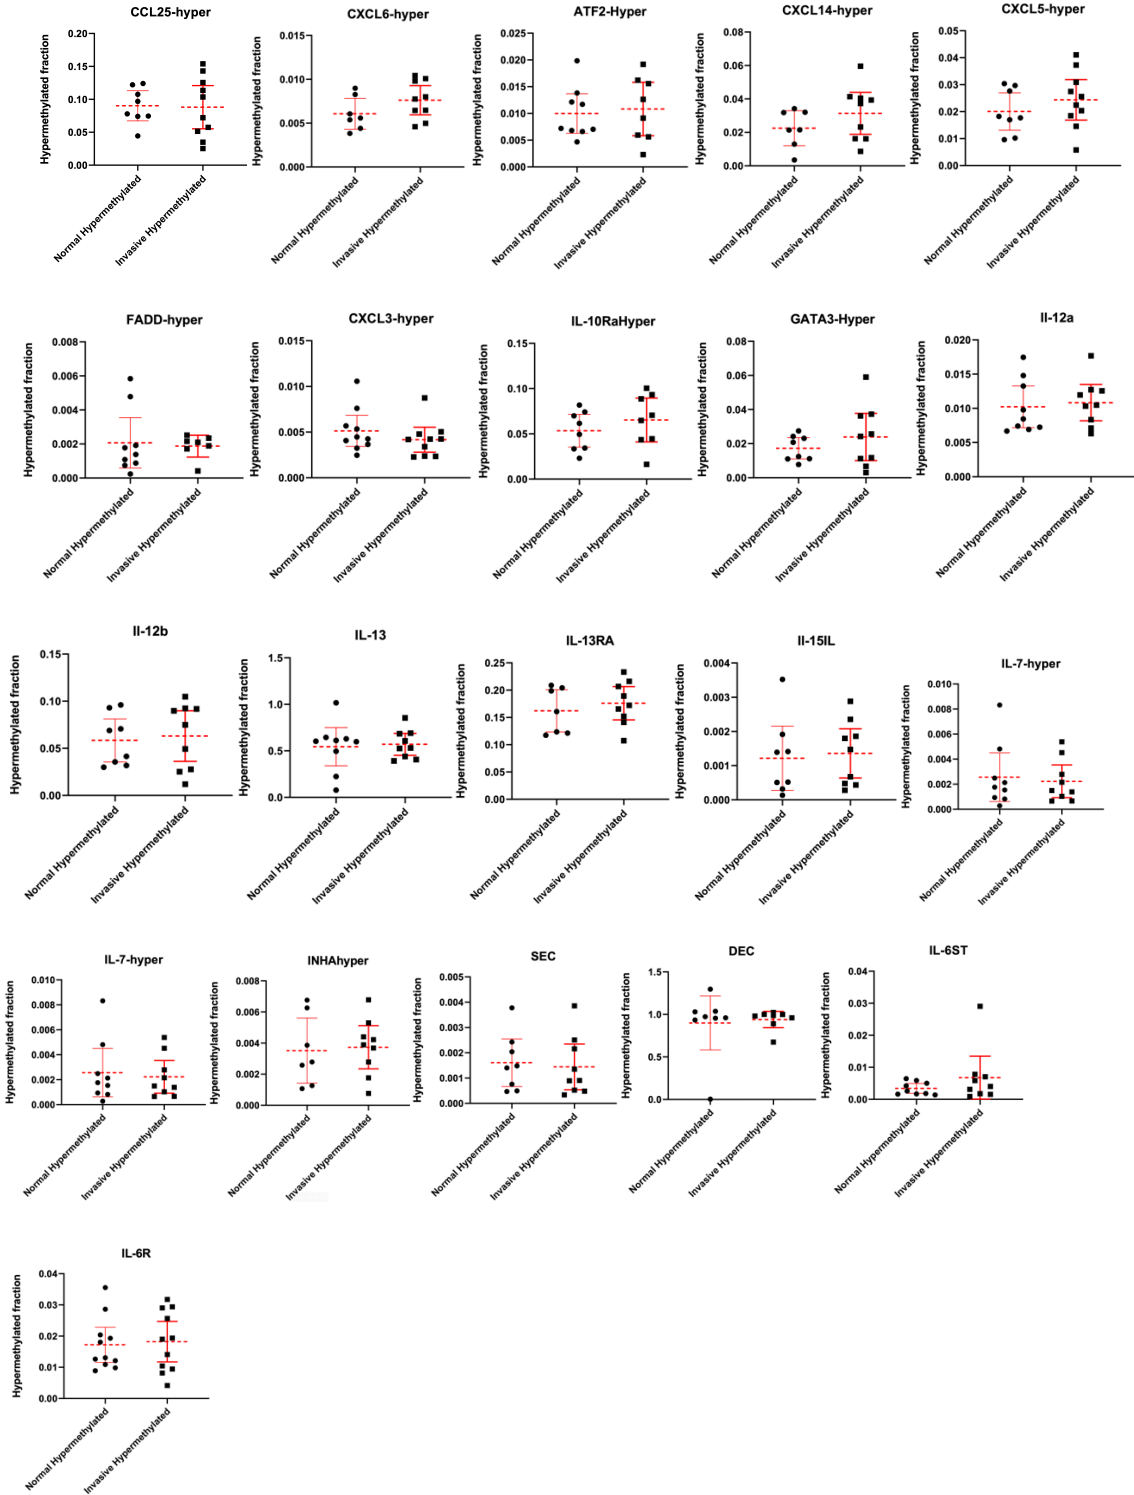 CCL25-hyper
Hypermethylated fraction
0.20
0.15
0.10
0.05
0.00
Normal Hypermethylated
Invasive Hypermethylated
CXCL6-hyper
Hypermethylated fraction
0.015
0.010
0.005
0.000
Normal Hypermethylated
Invasive Hypermethylated
ATF2-Hyper
Hypermethylated fraction
0.025
0.020
0.015
0.010
0.005
0.000
Normal Hypermethylated
Invasive Hypermethylated
CXCL14-hyper
Hypermethylated fraction
0.08
0.06
0.04
0.02
0.00
Normal Hypermethylated
Invasive Hypermethylated
CXCL5-hyper
Hypermethylated fraction
0.05
0.04
0.03
0.02
0.01
0.00
Normal Hypermethylated
Invasive Hypermethylated
FADD-hyper
Hypermethylated fraction
0.008
0.006
0.004
0.002
0.000
Normal Hypermethylated
Invasive Hypermethylated
CXCL3-hyper
Hypermethylated fraction
0.015
0.010
0.005
0.000
Normal Hypermethylated
Invasive Hypermethylated
IL-10RaHyper
Hypermethylated fraction
0.15
0.10
0.05
0.00
Normal Hypermethylated
Invasive Hypermethylated
GATA3-Hyper
Hypermethylated fraction
0.08
0.06
0.04
0.02
0.00
Normal Hypermethylated
Invasive Hypermethylated
Il-12a
Hypermethylated fraction
0.020
0.015
0.010
0.005
0.000
Normal Hypermethylated
Invasive Hypermethylated
Il-12b
Hypermethylated fraction
0.15
0.10
0.05
0.00
Normal Hypermethylated
Invasive Hypermethylated
IL-13
Hypermethylated fraction
1.5
1.0
0.5
0.0
Normal Hypermethylated
Invasive Hypermethylated
IL-13RA
Hypermethylated fraction
0.25
0.20
0.15
0.10
0.05
0.00
Normal Hypermethylated
Invasive Hypermethylated
Il-15IL
Hypermethylated fraction
0.004
0.003
0.002
0.001
0.000
Normal Hypermethylated
Invasive Hypermethylated
IL-7-hyper
Hypermethylated fraction
0.010
0.008
0.006
0.004
0.002
0.000
Normal Hypermethylated
Invasive Hypermethylated
IL-7-hyper
Hypermethylated fraction
0.010
0.008
0.006
0.004
0.002
0.000
Normal Hypermethylated
Invasive Hypermethylated
INHAhyper
Hypermethylated fraction
0.008
0.006
0.004
0.002
0.000
Normal Hypermethylated
Invasive Hypermethylated
SEC
Hypermethylated fraction
0.005
0.004
0.003
0.002
0.001
0.000
Normal Hypermethylated
Invasive Hypermethylated
DEC
Hypermethylated fraction
1.5
1.0
0.5
0.0
Normal Hypermethylated
Invasive Hypermethylated
IL-6ST
Hypermethylated fraction
0.04
0.03
0.02
0.01
0.00
Normal Hypermethylated
Invasive Hypermethylated
IL-6R
Hypermethylated fraction
0.04
0.03
0.02
0.01
0.00
Normal Hypermethylated
Invasive Hypermethylated